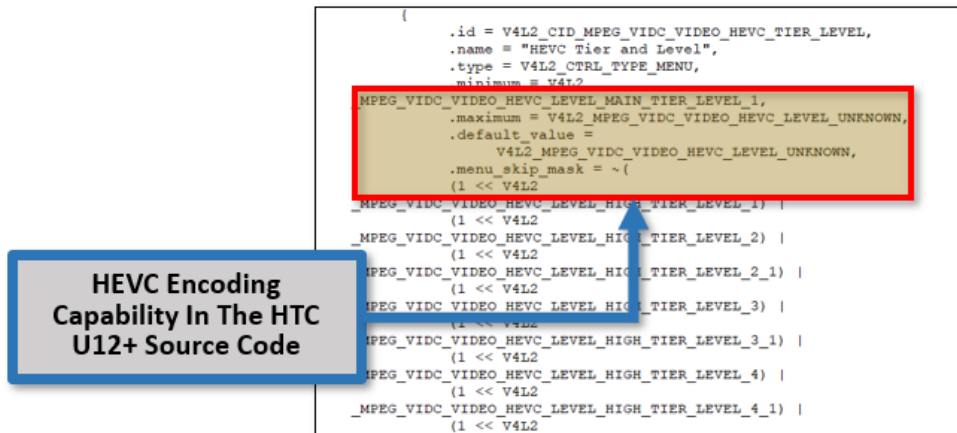 {
.id = V4L2_CID_MPEG_VIDC_VIDEO_HEVC_TIER_LEVEL,
.name = "HEVC Tier and Level",
.type = V4L2_CTRL_TYPE_MENU,
.minimum = V4L2
_MPEG_VIDC_VIDEO_HEVC_LEVEL_MAIN_TIER_LEVEL_1,
.maximum = V4L2_MPEG_VIDC_VIDEO_HEVC_LEVEL_UNKNOWN,
.default_value =
V4L2_MPEG_VIDC_VIDEO_HEVC_LEVEL_UNKNOWN,
.menu_skip_mask = ~(
(1 << V4L2
_MPEG_VIDC_VIDEO_HEVC_LEVEL_HIGH_TIER_LEVEL_1) |
(1 << V4L2
_MPEG_VIDC_VIDEO_HEVC_LEVEL_HIGH_TIER_LEVEL_2) |
(1 << V4L2
_MPEG_VIDC_VIDEO_HEVC_LEVEL_HIGH_TIER_LEVEL_2_1) |
(1 << V4L2
_MPEG_VIDC_VIDEO_HEVC_LEVEL_HIGH_TIER_LEVEL_3) |
(1 << V4L2
_MPEG_VIDC_VIDEO_HEVC_LEVEL_HIGH_TIER_LEVEL_3_1) |
(1 << V4L2
_MPEG_VIDC_VIDEO_HEVC_LEVEL_HIGH_TIER_LEVEL_4) |
(1 << V4L2
_MPEG_VIDC_VIDEO_HEVC_LEVEL_HIGH_TIER_LEVEL_4_1) |
(1 << V4L2
HEVC Encoding
Capability In The HTC
U12+ Source Code